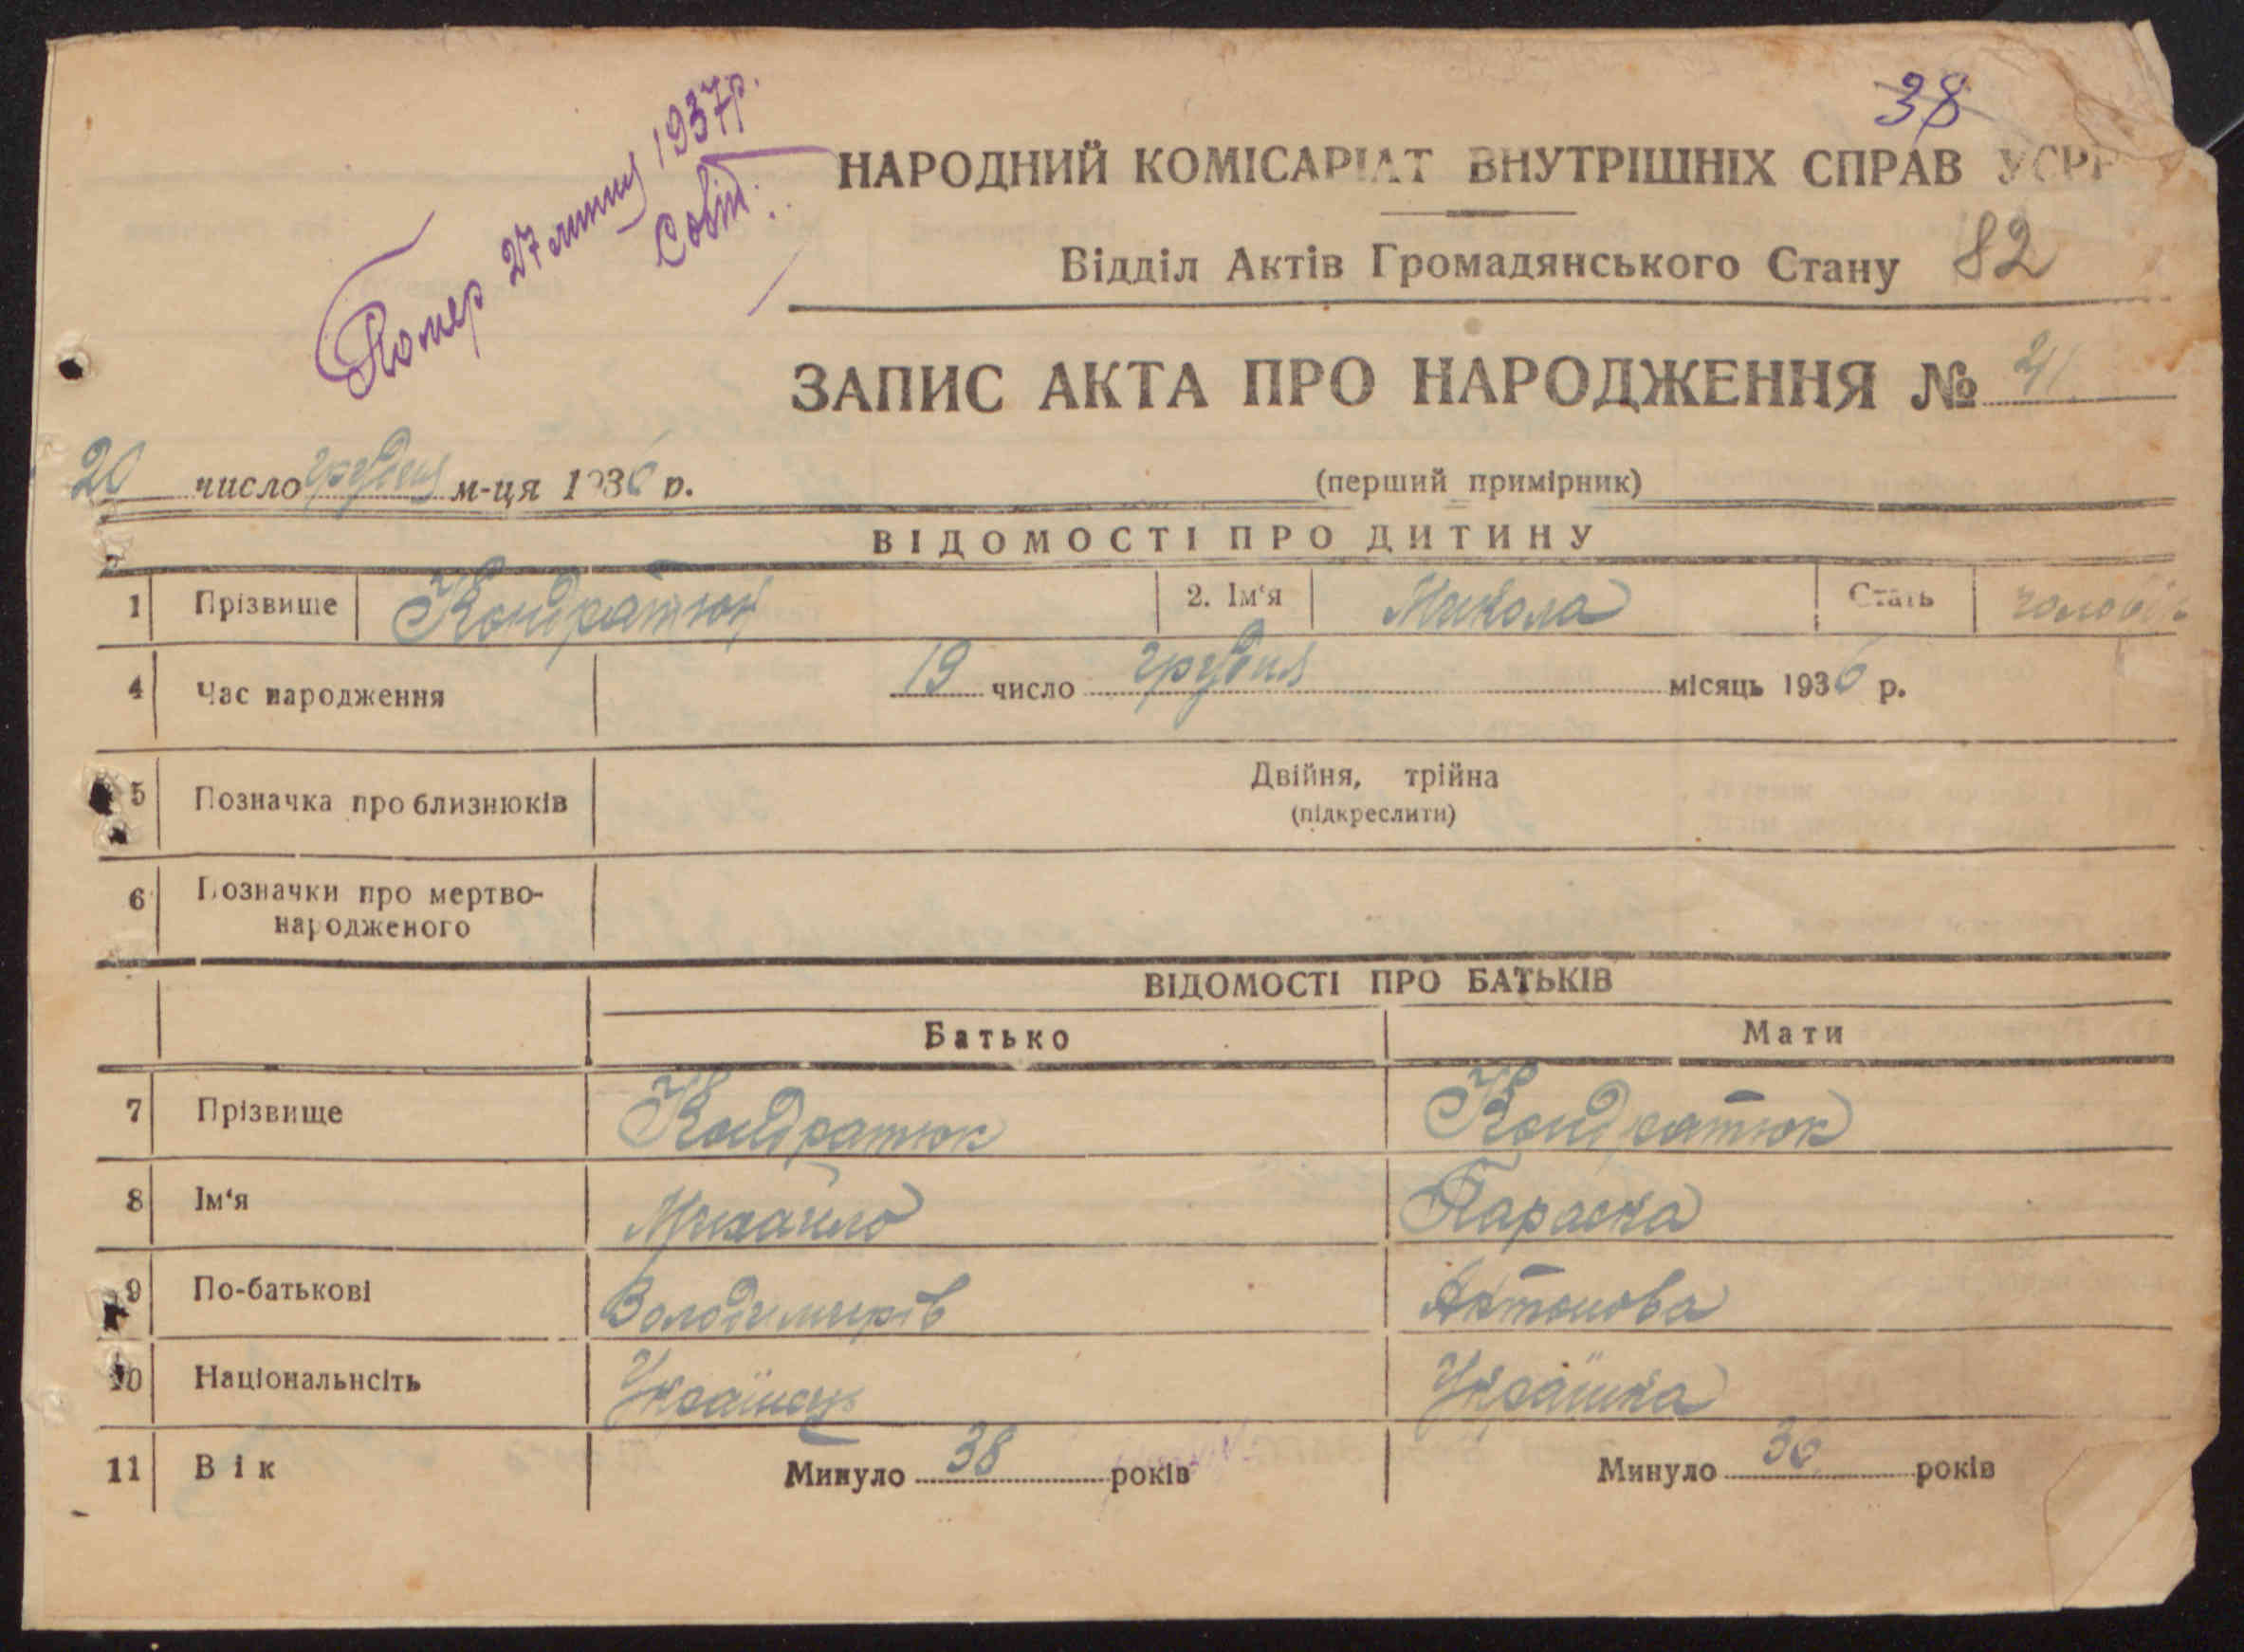 38
Помер 27 липня 1937р.
НАРОДНИЙ КОМІСАРІАТ ВНУТРІШНІХ СПРАВ УСРР
Відділ Актів Громадянського Стану 82
ЗАПИС АКТА ПРО НАРОДЖЕННЯ № 41
20 число грудня м-ця 1936 р. (перший примірник)
ВІДОМОСТІ ПРО ДИТИНУ
1 Прізвище Кондратюк 2. Ім‘я Микола Стать чоловіч
4 Час народження 19 число грудня місяць 1936 р.
5 Позначка про близнюків Двійня, трійна
(підкреслити)
6 Позначки про мертво-
народженого
ВІДОМОСТІ ПРО БАТЬКІВ
Батько Мати
7 Прізвище Кондратюк Кондратюк
8 Ім‘я Михайло Параска
9 По-батькові Володимирів Антонова
10 Національнсіть Українець Українка
11 Вік Минуло 38 років Минуло 36 років